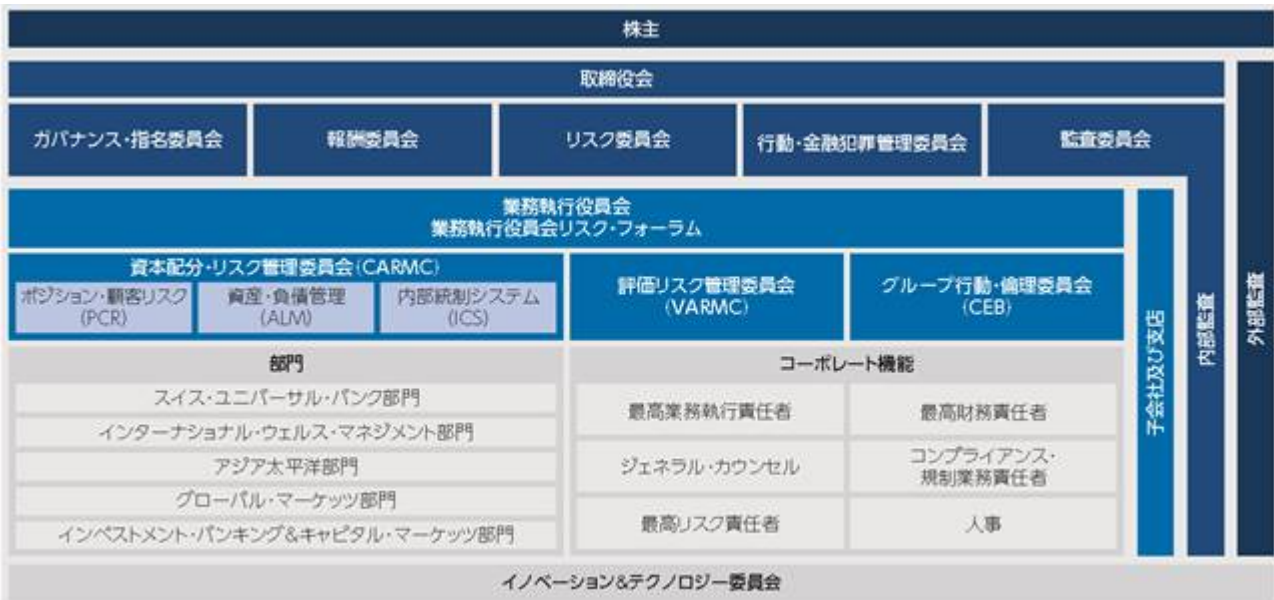 株主
取締役会
ガバナンス・指名委員会
報酬委員会
リスク委員会
行動・金融犯罪管理委員会
監査委員会
業務執行役員会
業務執行役員会リスク・フォーラム
資本配分・リスク管理委員会(CARMC)
ポジション・顧客リスク
(PCR)
資産・負債管理
(ALM)
内部統制システム
(ICS)
評価リスク管理委員会
(VARMC)
グループ行動・倫理委員会
(CEB)
部門
スイス・ユニバーサル・バンク部門
インターナショナル・ウェルス・マネジメント部門
アジア太平洋部門
グローバル・マーケッツ部門
インベストメント・バンキング&キャピタル・マーケッツ部門
コーポレート機能
最高業務執行責任者
最高財務責任者
ジェネラル・カウンセル
コンプライアンス・
規制業務責任者
最高リスク責任者
人事
子会社及び支店
内部監査
外部監査
イノベーション&テクノロジー委員会